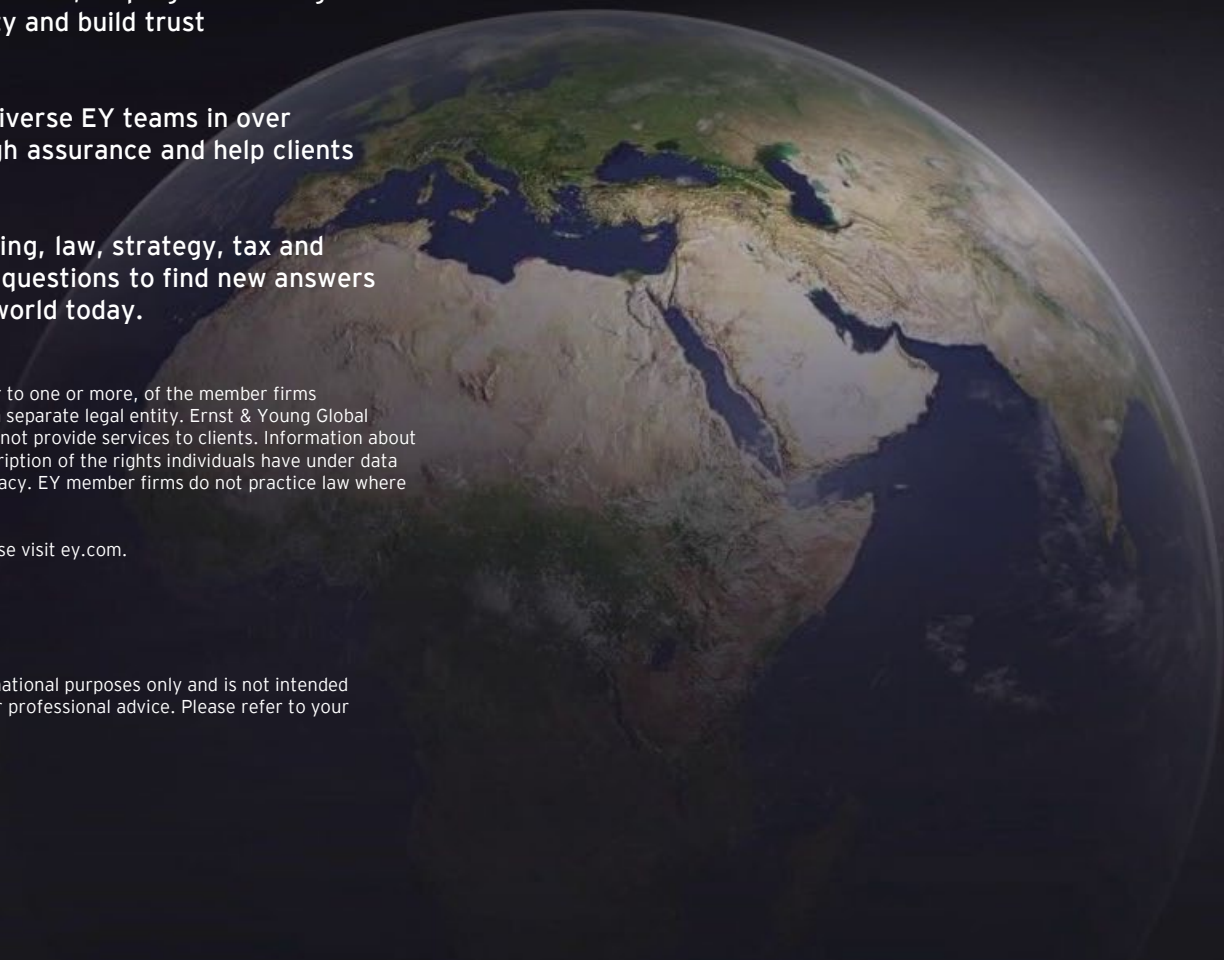 ty and build trust
iverse EY teams in over
gh assurance and help clients
ing, law, strategy, tax and
questions to find new answers
world today.
r to one or more, of the member firms
separate legal entity. Ernst & Young Global
not provide services to clients. Information about
ription of the rights individuals have under data
acy. EY member firms do not practice law where
se visit ey.com.
national purposes only and is not intended
r professional advice. Please refer to your